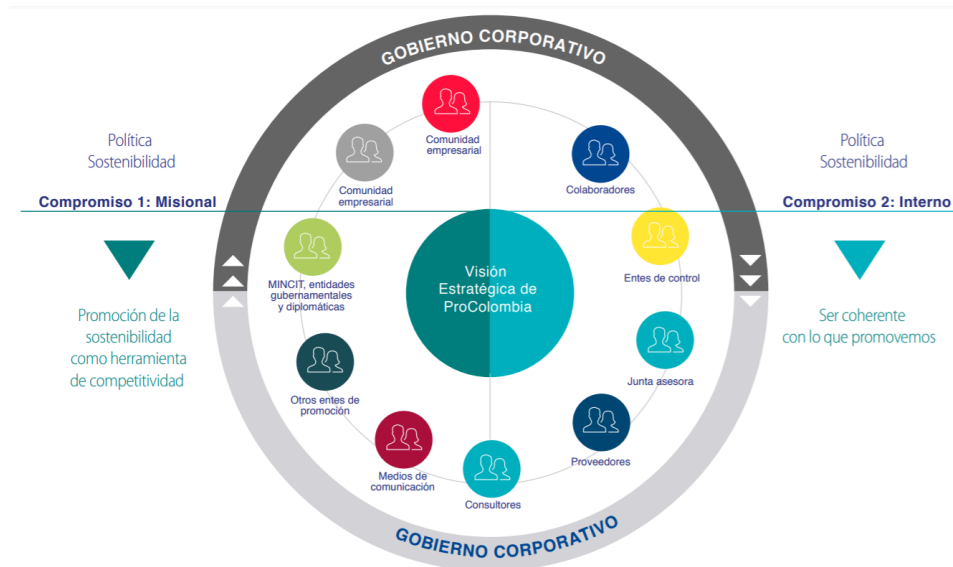 GOBIERNO CORPORATIVO
Política
Sostenibilidad
Compromiso 1: Misional
Promoción de la
sostenibilidad
como herramienta
de competitividad
Comunidad
empresarial
Comunidad
empresarial
MINCIT, entidades
gubernamentales
y diplomáticas
Otros entes de
promoción
Medios de
comunicación
Consultores
Visión
Estratégica de
ProColombia
Colaboradores
Entes de control
Junta asesora
Proveedores
Política
Sostenibilidad
Compromiso 2: Interno
Ser coherente
con lo que promovemos
GOBIERNO CORPORATIVO